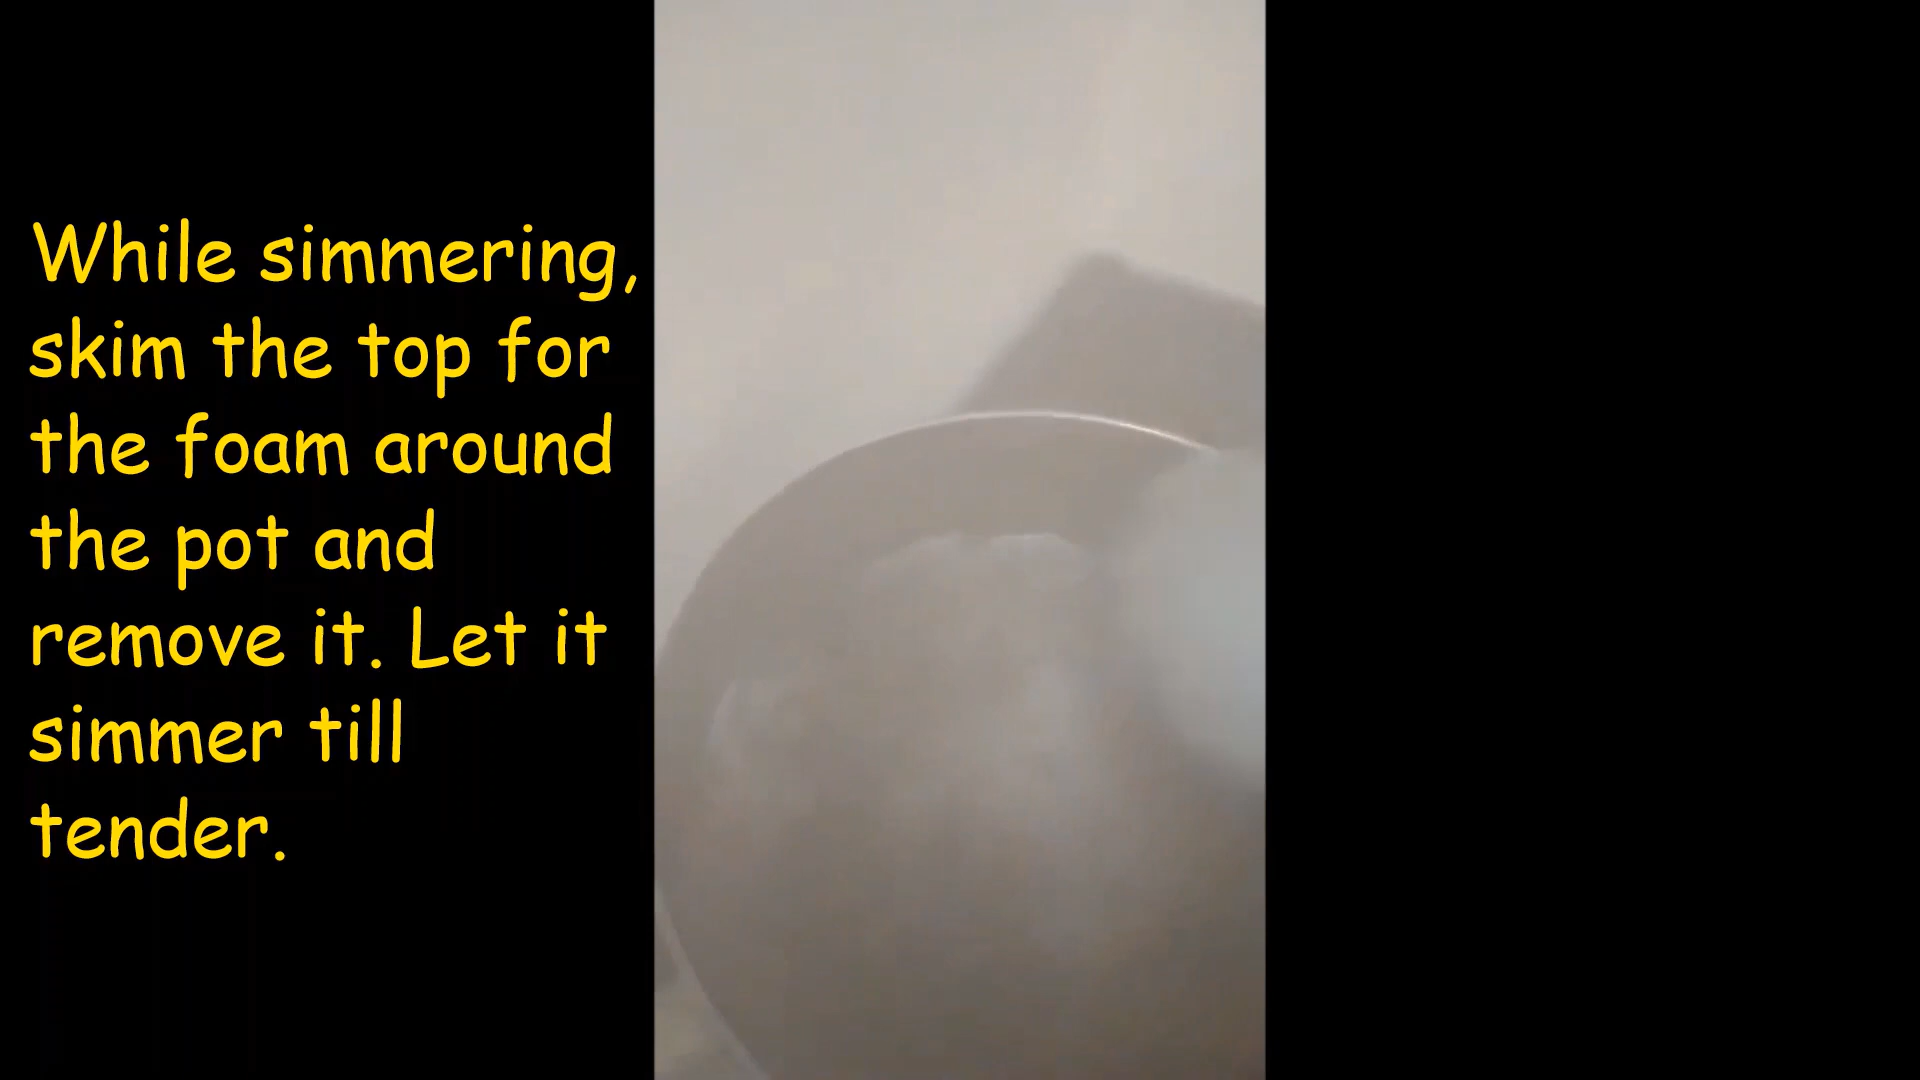 While simmering,
skim the top for
the foam around
the pot and
remove it. Let it
simmer till
tender.